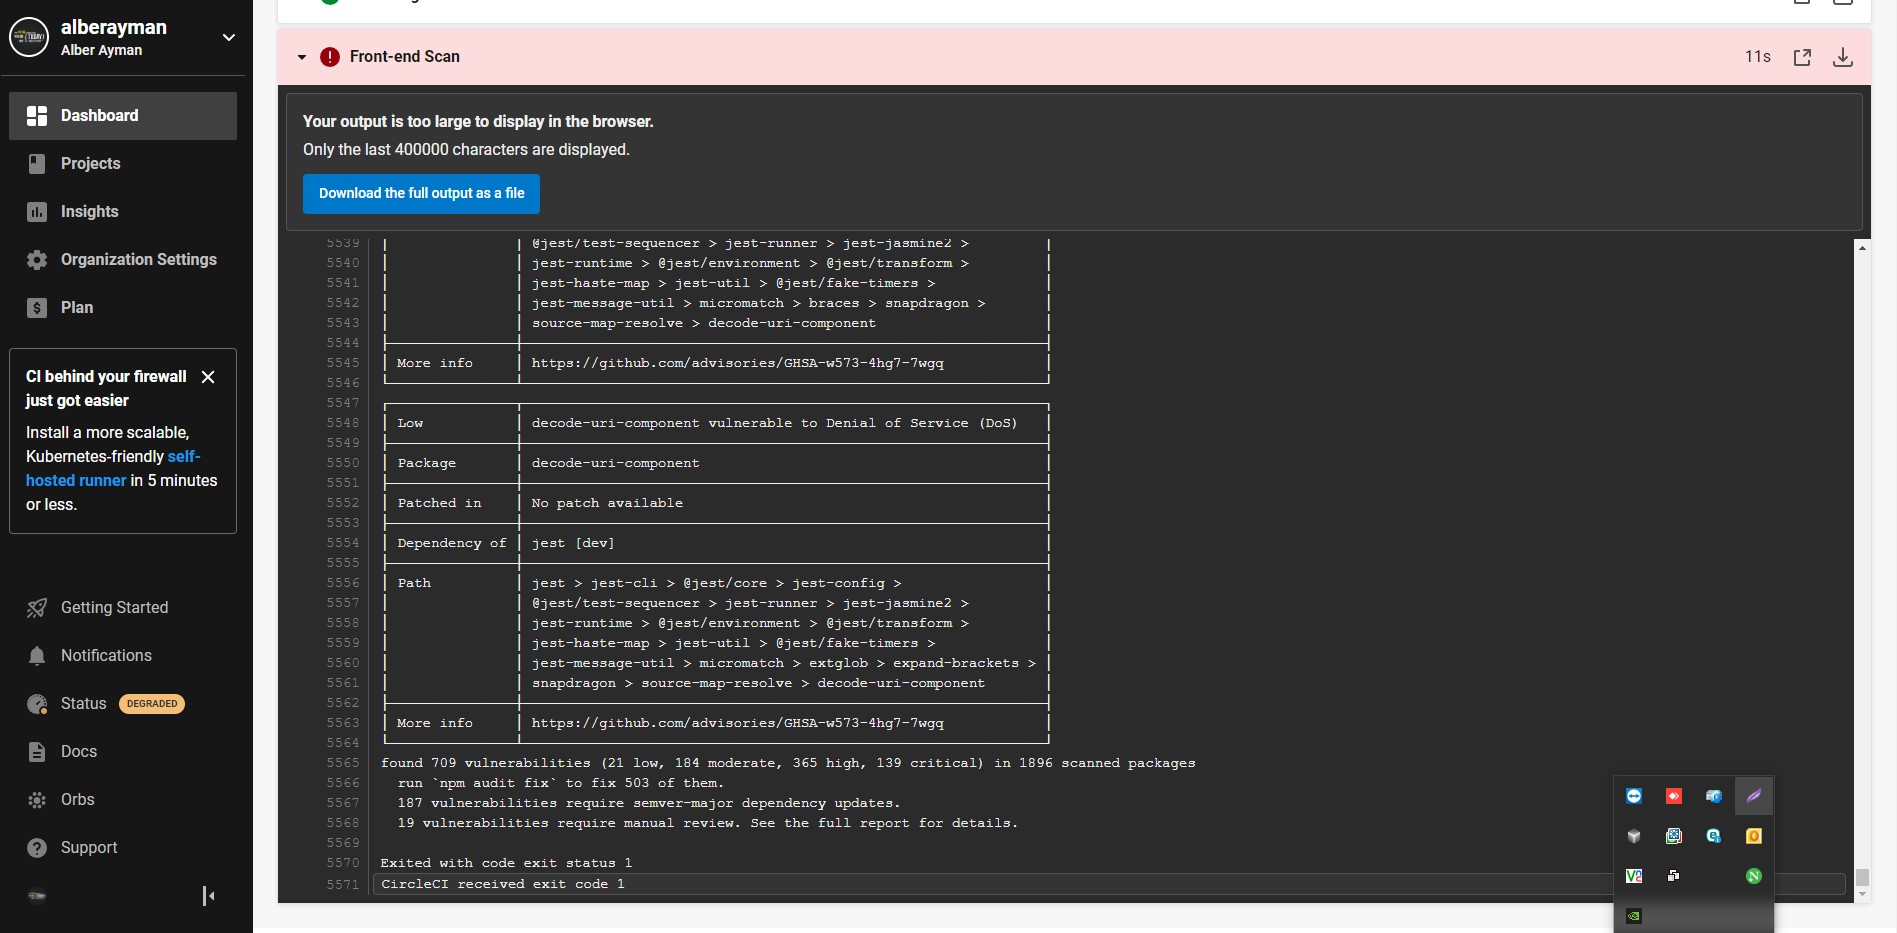 alberayman
Alber Ayman
Dashboard
Projects
Insights
Organization Settings
Plan
CI behind your firewall
just got easier
Install a more scalable,
Kubernetes-friendly self-
hosted runner in 5 minutes
or less.
Getting Started
Notifications
Status DEGRADED
Docs
Orbs
Support
Front-end Scan 11s
Your output is too large to display in the browser.
Only the last 400000 characters are displayed.
Download the full output as a file
5539 @jest/test-sequencer > jest-runner > jest-jasmine2 >
5540 jest-runtime > @jest/environment > @jest/transform >
5541 jest-haste-map > jest-util > @jest/fake-timers >
5542 jest-message-util > micromatch > braces > snapdragon >
5543 source-map-resolve > decode-uri-component
5544
5545 More info https://github.com/advisories/GHSA-w573-4hg7-7wgq
5546
5547
5548 Low decode-uri-component vulnerable to Denial of Service (DoS)
5549
5550 Package decode-uri-component
5551
5552 Patched in No patch available
5553
5554 Dependency of jest [dev]
5555
5556 Path jest > jest-cli > @jest/core > jest-config >
5557 @jest/test-sequencer > jest-runner > jest-jasmine2 >
5558 jest-runtime > @jest/environment > @jest/transform >
5559 jest-haste-map > jest-util > @jest/fake-timers >
5560 jest-message-util > micromatch > extglob > expand-brackets >
5561 snapdragon > source-map-resolve > decode-uri-component
5562
5563 More info https://github.com/advisories/GHSA-w573-4hg7-7wgq
5564
5565 found 709 vulnerabilities (21 low, 184 moderate, 365 high, 139 critical) in 1896 scanned packages
5566 run `npm audit fix` to fix 503 of them.
5567 187 vulnerabilities require semver-major dependency updates.
5568 19 vulnerabilities require manual review. See the full report for details.
5569
5570 Exited with code exit status 1
5571 CircleCI received exit code 1